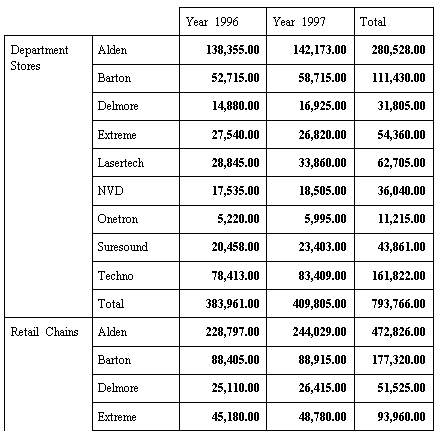 Year 1996 Year 1997 Total
Department Stores Alden 138,355.00 142,173.00 280,528.00
Barton 52,715.00 58,715.00 111,430.00
Delmore 14,880.00 16,925.00 31,805.00
Extreme 27,540.00 26,820.00 54,360.00
Lasertech 28,845.00 33,860.00 62,705.00
NVD 17,535.00 18,505.00 36,040.00
Onetron 5,220.00 5,995.00 11,215.00
Suresound 20,458.00 23,403.00 43,861.00
Techno 78,413.00 83,409.00 161,822.00
Total 383,961.00 409,805.00 793,766.00
Retail Chains Alden 228,797.00 244,029.00 472,826.00
Barton 88,405.00 88,915.00 177,320.00
Delmore 25,110.00 26,415.00 51,525.00
Extreme 45,180.00 48,780.00 93,960.00